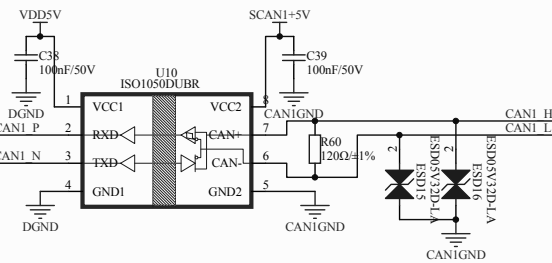 VDD5V
SCAN1+5V
C38
100nF/50V
U10
ISO1050DUBR
C39
100nF/50V
DGND
1
VCC1
VCC2
8
CAN1GND
CAN1_P
2
RXD
CAN+
7
CAN1_H
CAN1_L
CAN1_N
3
TXD
CAN-
6
R60
120Ω/±1%
2
ESD15
ESD05V32D-LA
2
ESD16
ESD05V32D-LA
4
GND1
GND2
5
DGND
CAN1GND
CAN1GND